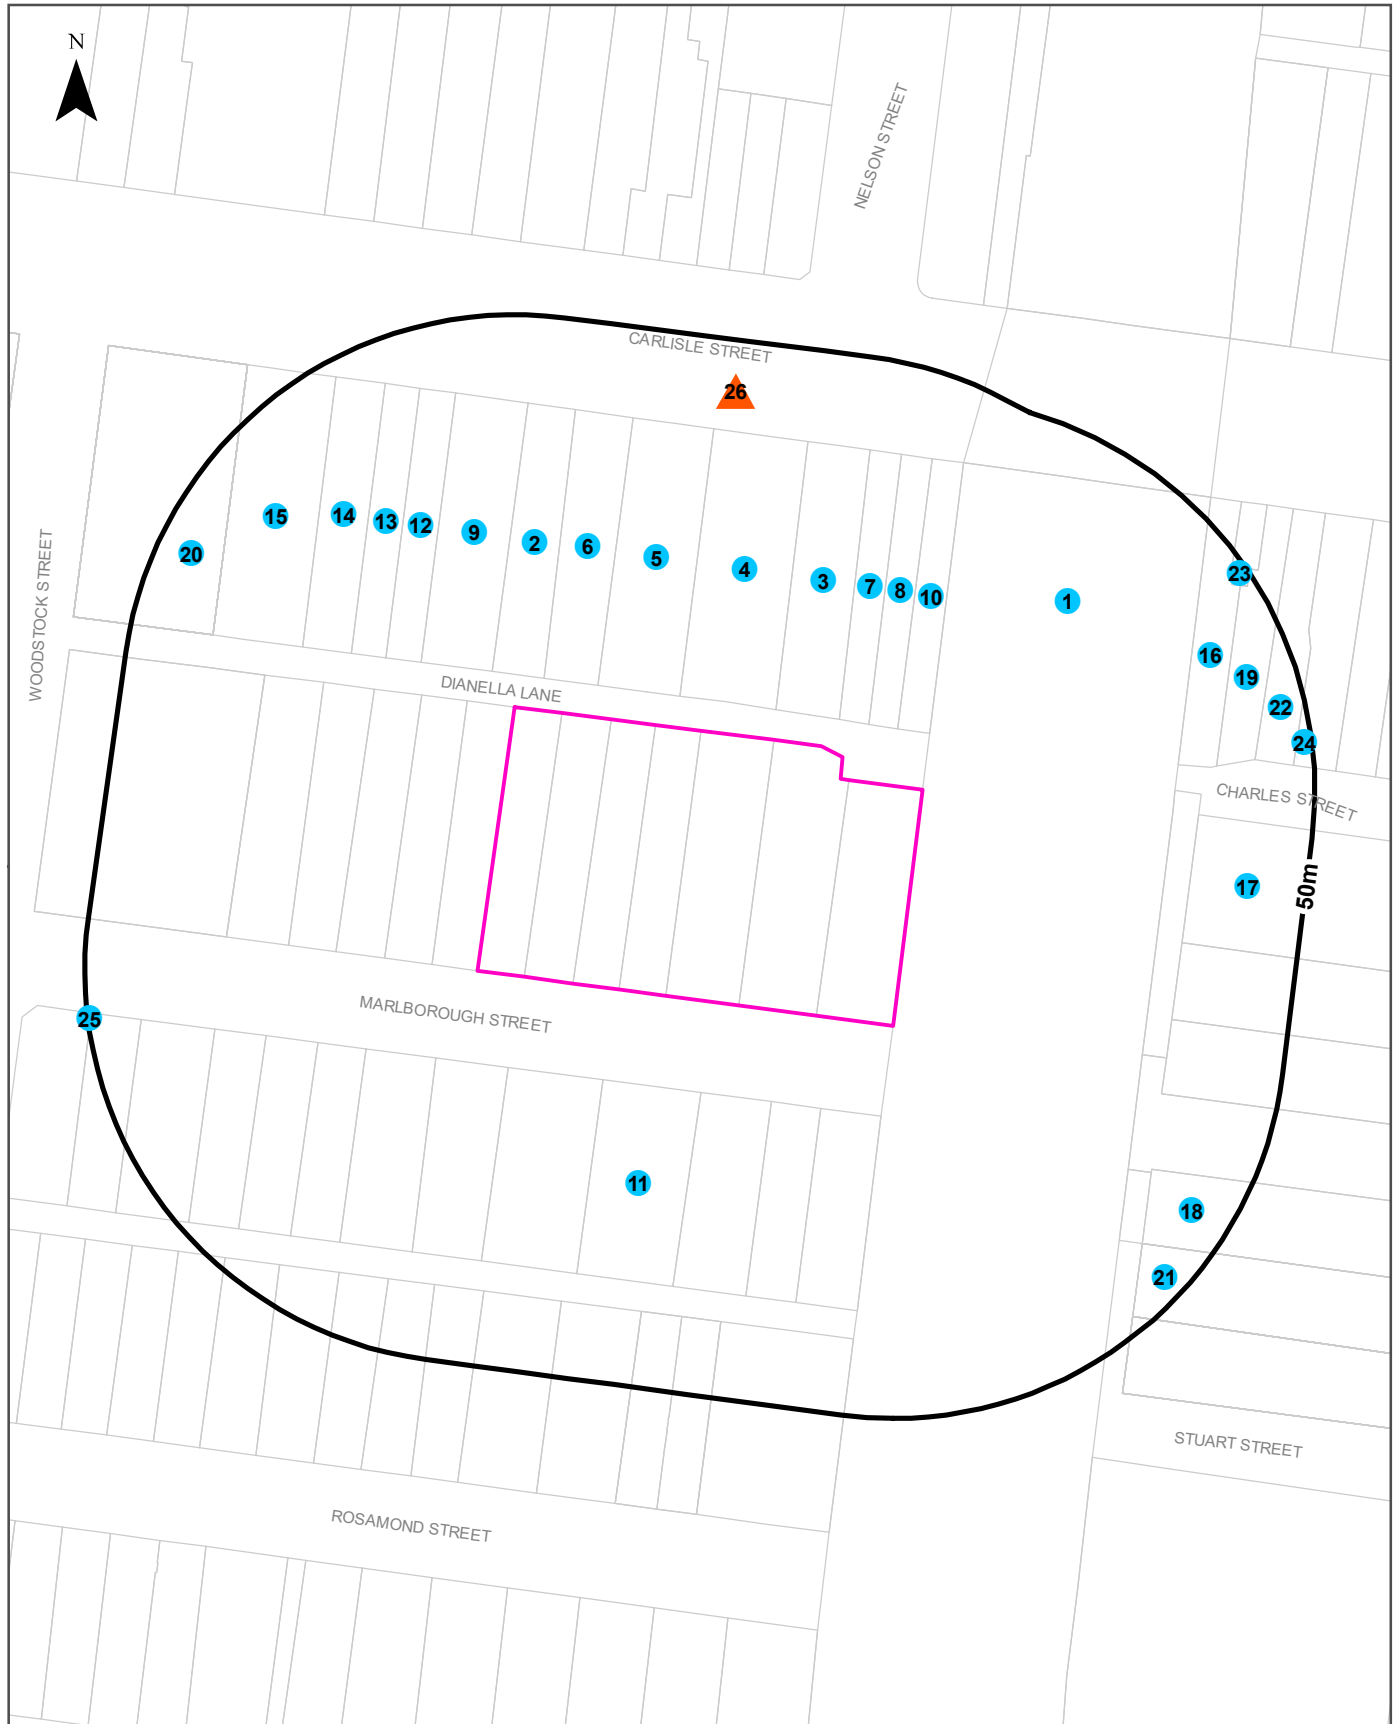 N
NELSON STREET
CARLISLE STREET
26
15
14
13
12
9
2
6
5
4
3
7
8
10
1
23
20
WOODSTOCK STREET
16
19
22
24
DIANELLA LANE
CHARLES STREET
17
50m
MARLBOROUGH STREET
25
11
18
21
STUART STREET
ROSAMOND STREET